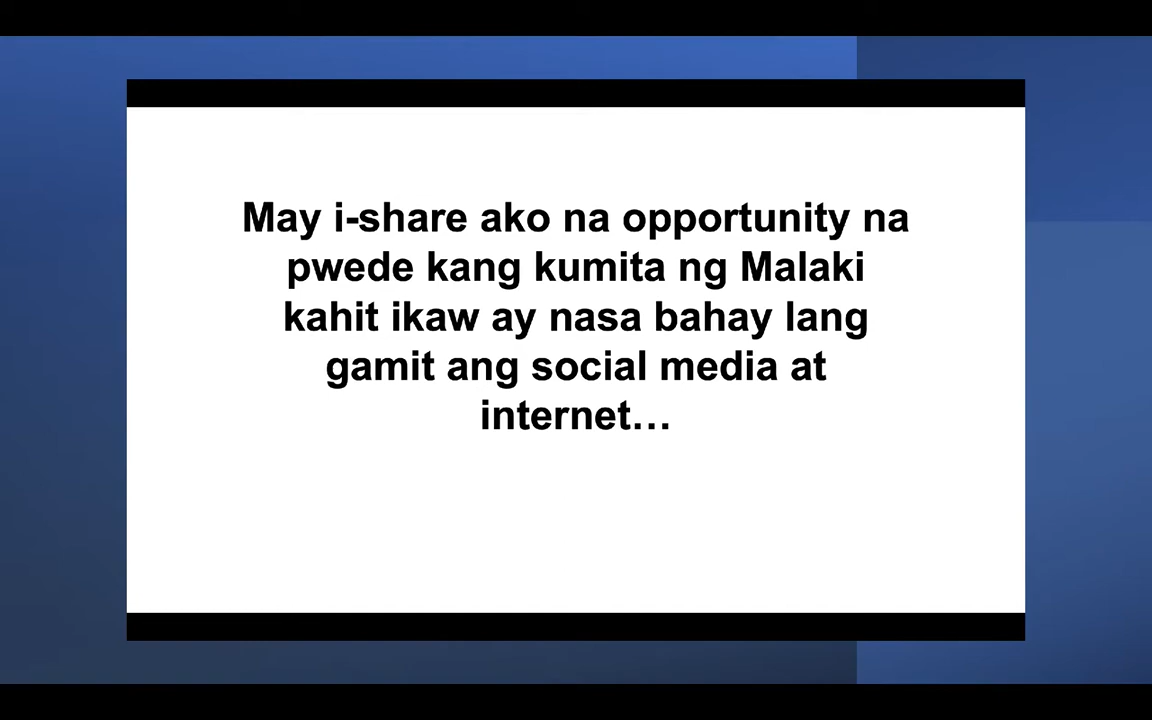 May i-share ako na opportunity na
pwede kang kumita ng Malaki
kahit ikaw ay nasa bahay lang
gamit ang social media at
internet…